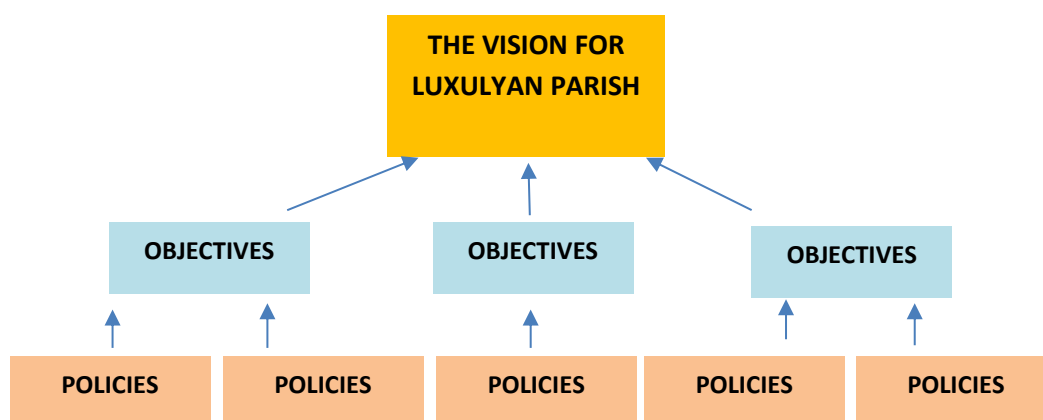 THE VISION FOR
LUXULYAN PARISH
OBJECTIVES
OBJECTIVES
OBJECTIVES
POLICIES
POLICIES
POLICIES
POLICIES
POLICIES